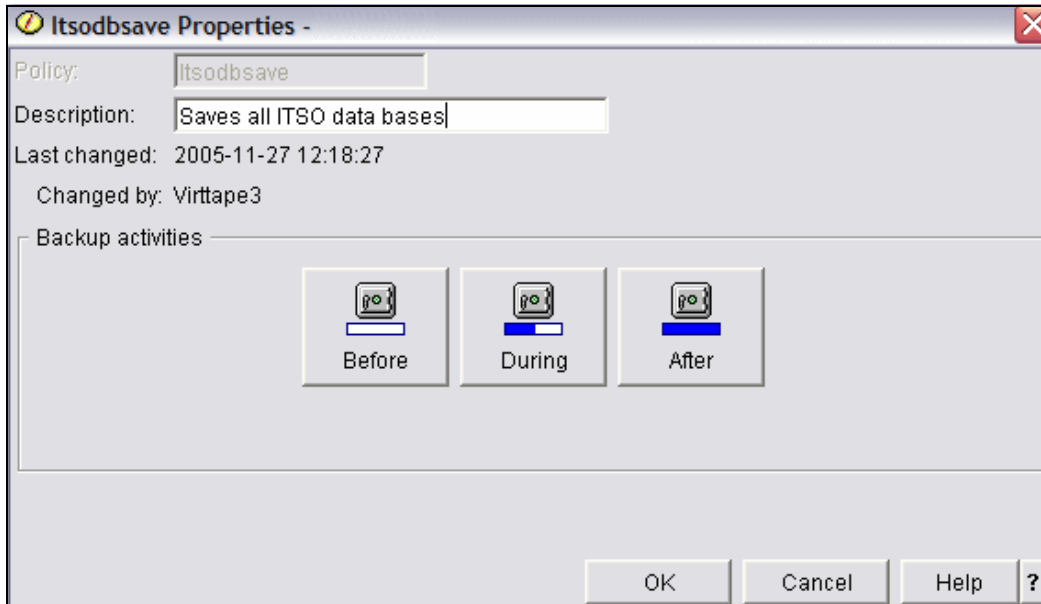 Itsodbsave Properties -
Policy: Itsodbsave
Description: Saves all ITSO data bases
Last changed: 2005-11-27 12:18:27
Changed by: Virttape3
Backup activities
Before During After
OK Cancel Help ?